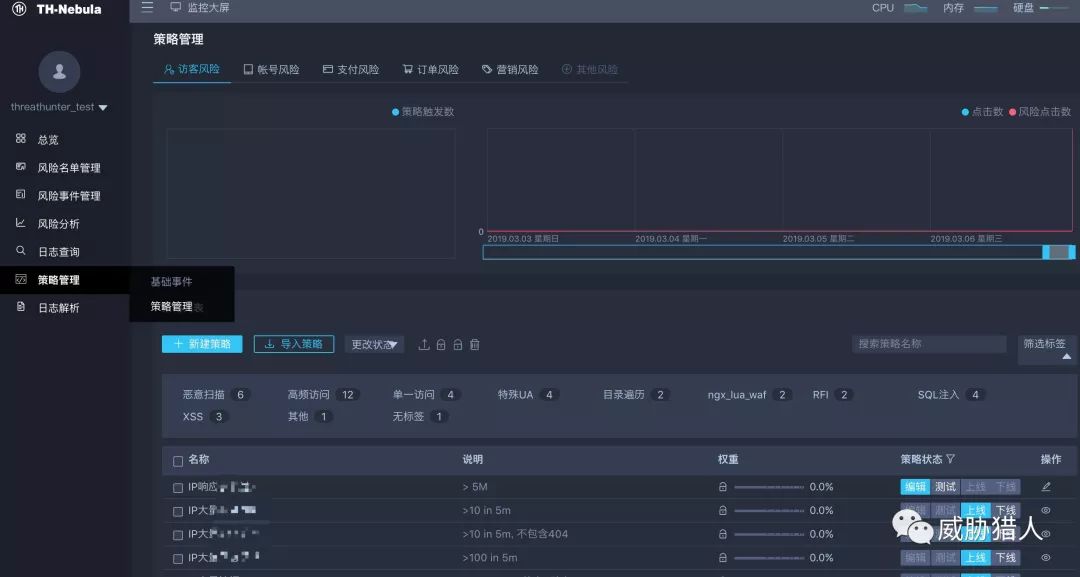 TH-Nebula
监控大屏
CPU 内存 硬盘
threathunter_test
总览
风险名单管理
风险事件管理
风险分析
日志查询
策略管理
日志解析
基础事件
策略管理
策略管理
访客风险 帐号风险 支付风险 订单风险 营销风险 其他风险
策略触发数
点击数 风险点击数
0
2019.03.03 星期日 2019.03.04 星期一 2019.03.05 星期二 2019.03.06 星期三
新建策略 导入策略 更改状态 搜索策略名称 筛选标签
恶意扫描 6 高频访问 12 单一访问 4 特殊UA 4 目录遍历 2 ngx_lua_waf 2 RFI 2 SQL注入 4
XSS 3 其他 1 无标签 1
名称 说明 权重 策略状态 操作
IP响应 > 5M 0.0% 编辑 测试 上线 下线
IP大量 >10 in 5m 0.0% 编辑 测试 上线 下线
IP大 >10 in 5m, 不包含404 0.0%
IP大 >100 in 5m 0.0% 编辑 测试 上线 下线
威胁猎人